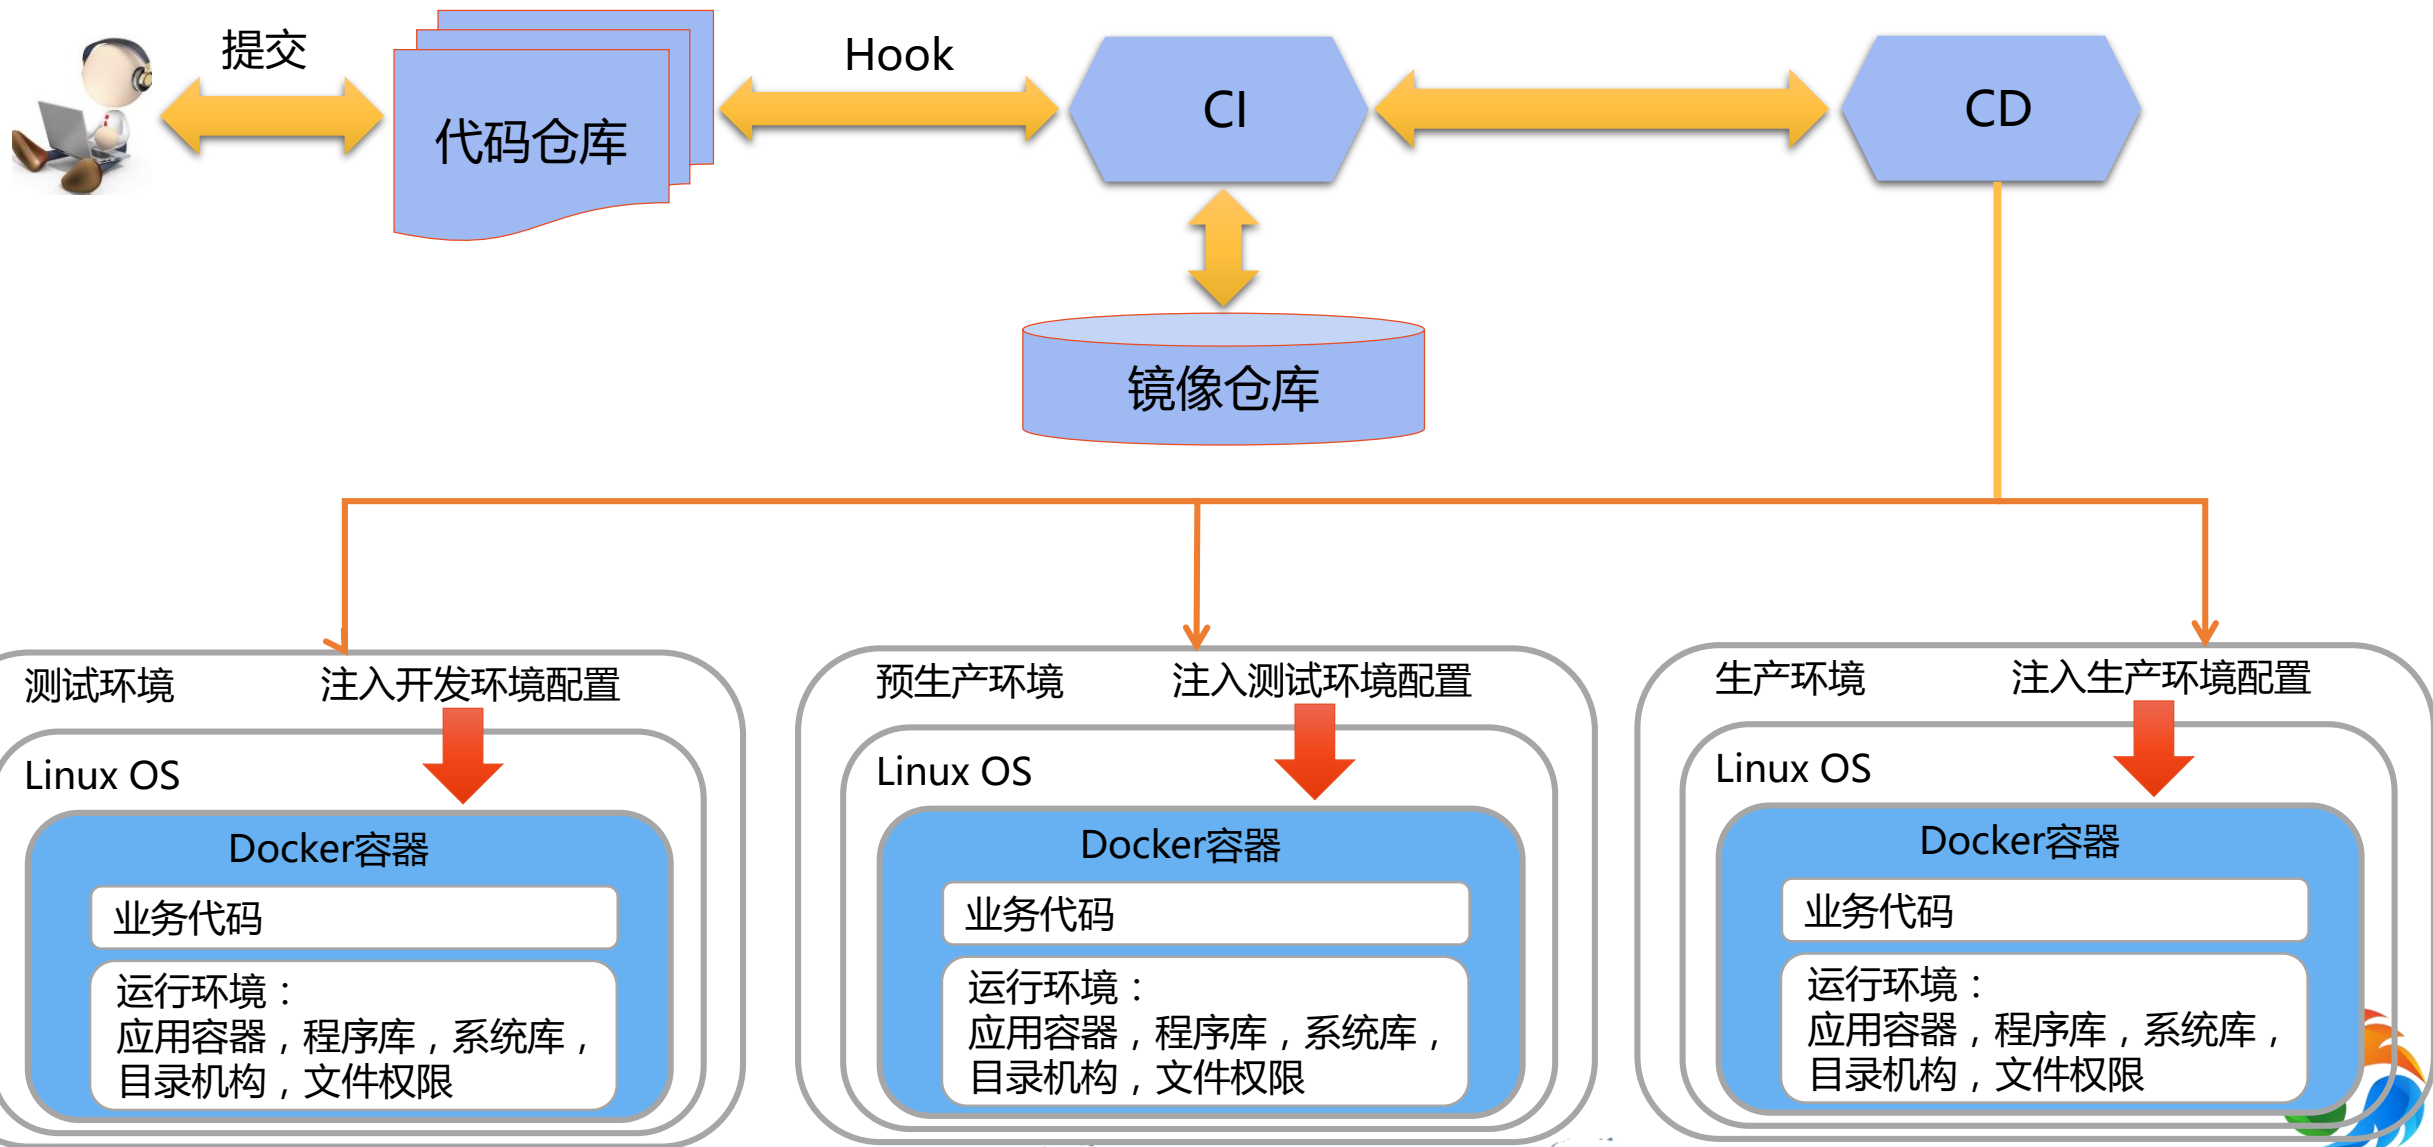 提交
Hook
代码仓库
CI
CD
镜像仓库
测试环境
注入开发环境配置
Linux OS
Docker容器
业务代码
运行环境：
应用容器，程序库，系统库，
目录机构，文件权限
预生产环境
注入测试环境配置
Linux OS
Docker容器
业务代码
运行环境：
应用容器，程序库，系统库，
目录机构，文件权限
生产环境
注入生产环境配置
Linux OS
Docker容器
业务代码
运行环境：
应用容器，程序库，系统库，
目录机构，文件权限